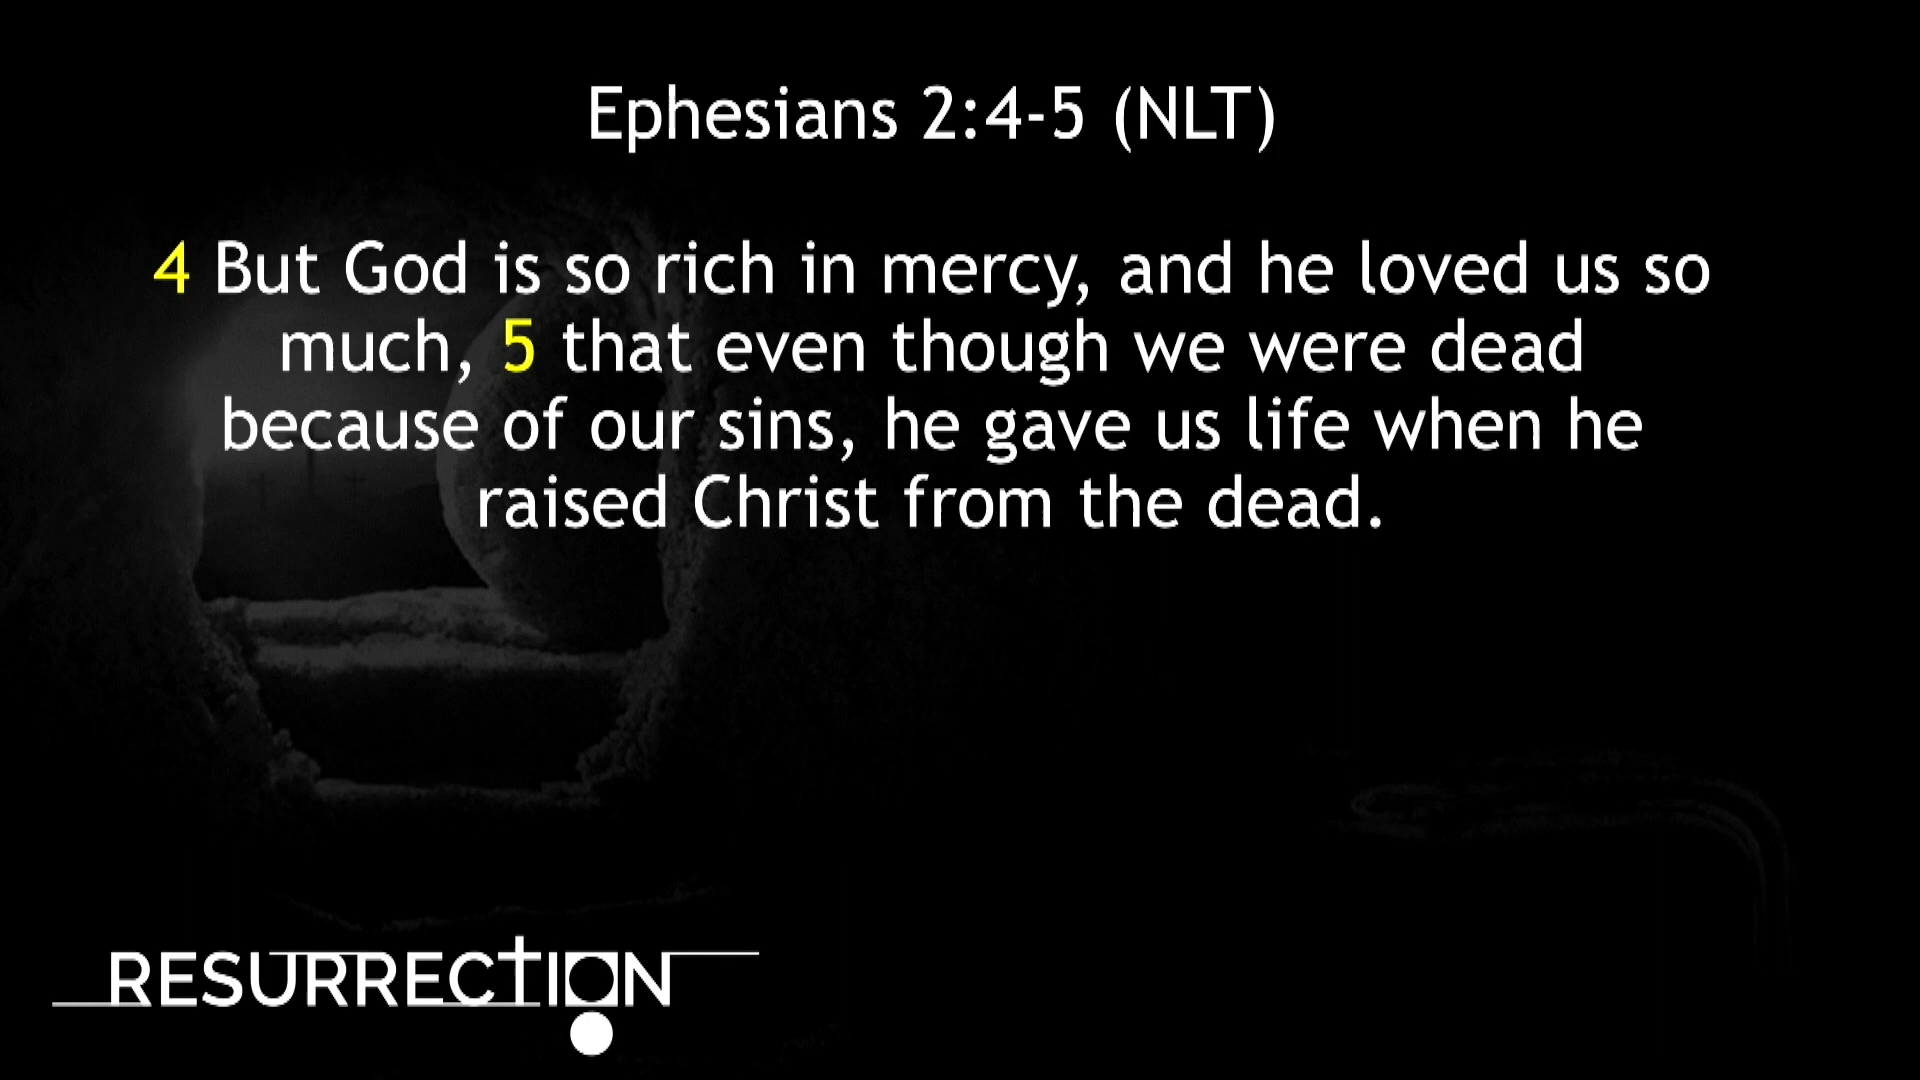 Ephesians 2:4-5 (NLT)
4 But God is so rich in mercy, and he loved us so
much, 5 that even though we were dead
because of our sins, he gave us life when he
raised Christ from the dead.
RESURRECTION